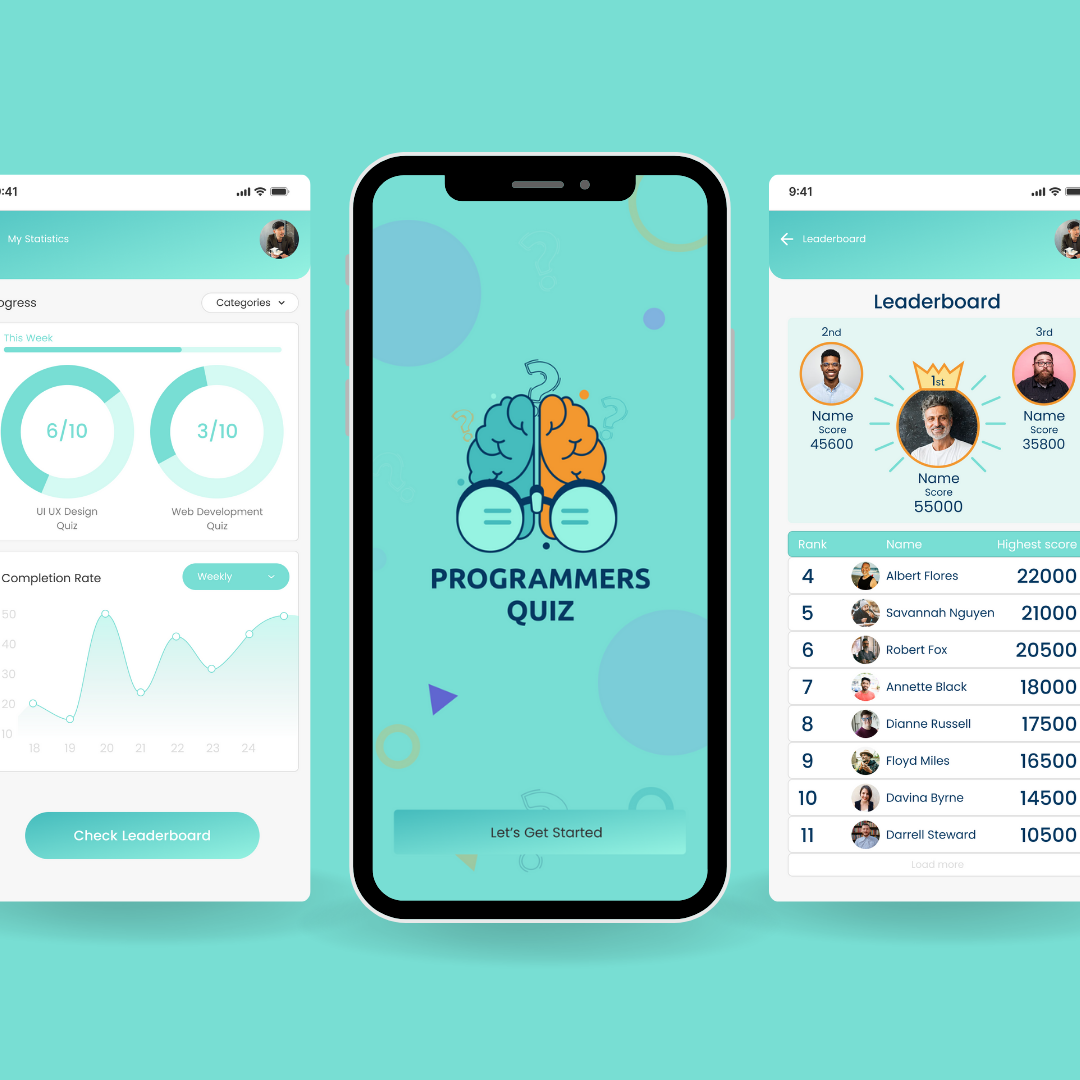 9:41
My Statistics
ogress
Categories
This Week
6/10
3/10
UI UX Design
Quiz
Web Development
Quiz
Completion Rate
Weekly
50
40
30
20
10
18 19 20 21 22 23 24
Check Leaderboard
PROGRAMMERS
QUIZ
Let's Get Started
9:41
Leaderboard
Leaderboard
2nd
3rd
1st
Name
Score
45600
Name
Score
35800
Name
Score
55000
Rank Name Highest score
4 Albert Flores 22000
5 Savannah Nguyen 21000
6 Robert Fox 20500
7 Annette Black 18000
8 Dianne Russell 17500
9 Floyd Miles 16500
10 Davina Byrne 14500
11 Darrell Steward 10500
Load more